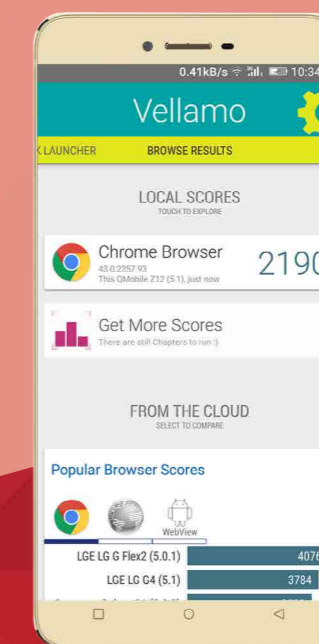 0.41kB/s 10:34
Vellamo
LAUNCHER BROWSE RESULTS
LOCAL SCORES
TOUCH TO EXPLORE
Chrome Browser
43.0.2357.93
This QMobile Z12 (5.1), just now
2190
Get More Scores
There are still Chapters to run :)
FROM THE CLOUD
SELECT TO COMPARE
Popular Browser Scores
WebView
LGE LG G Flex2 (5.0.1) 4076
LGE LG G4 (5.1) 3784